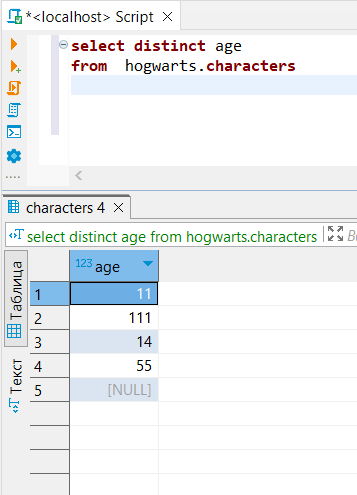 *<localhost> Script
select distinct age
from hogwarts.characters
characters 4
select distinct age from hogwarts.characters
Таблица
Текст
123 age
1 11
2 111
3 14
4 55
5 [NULL]